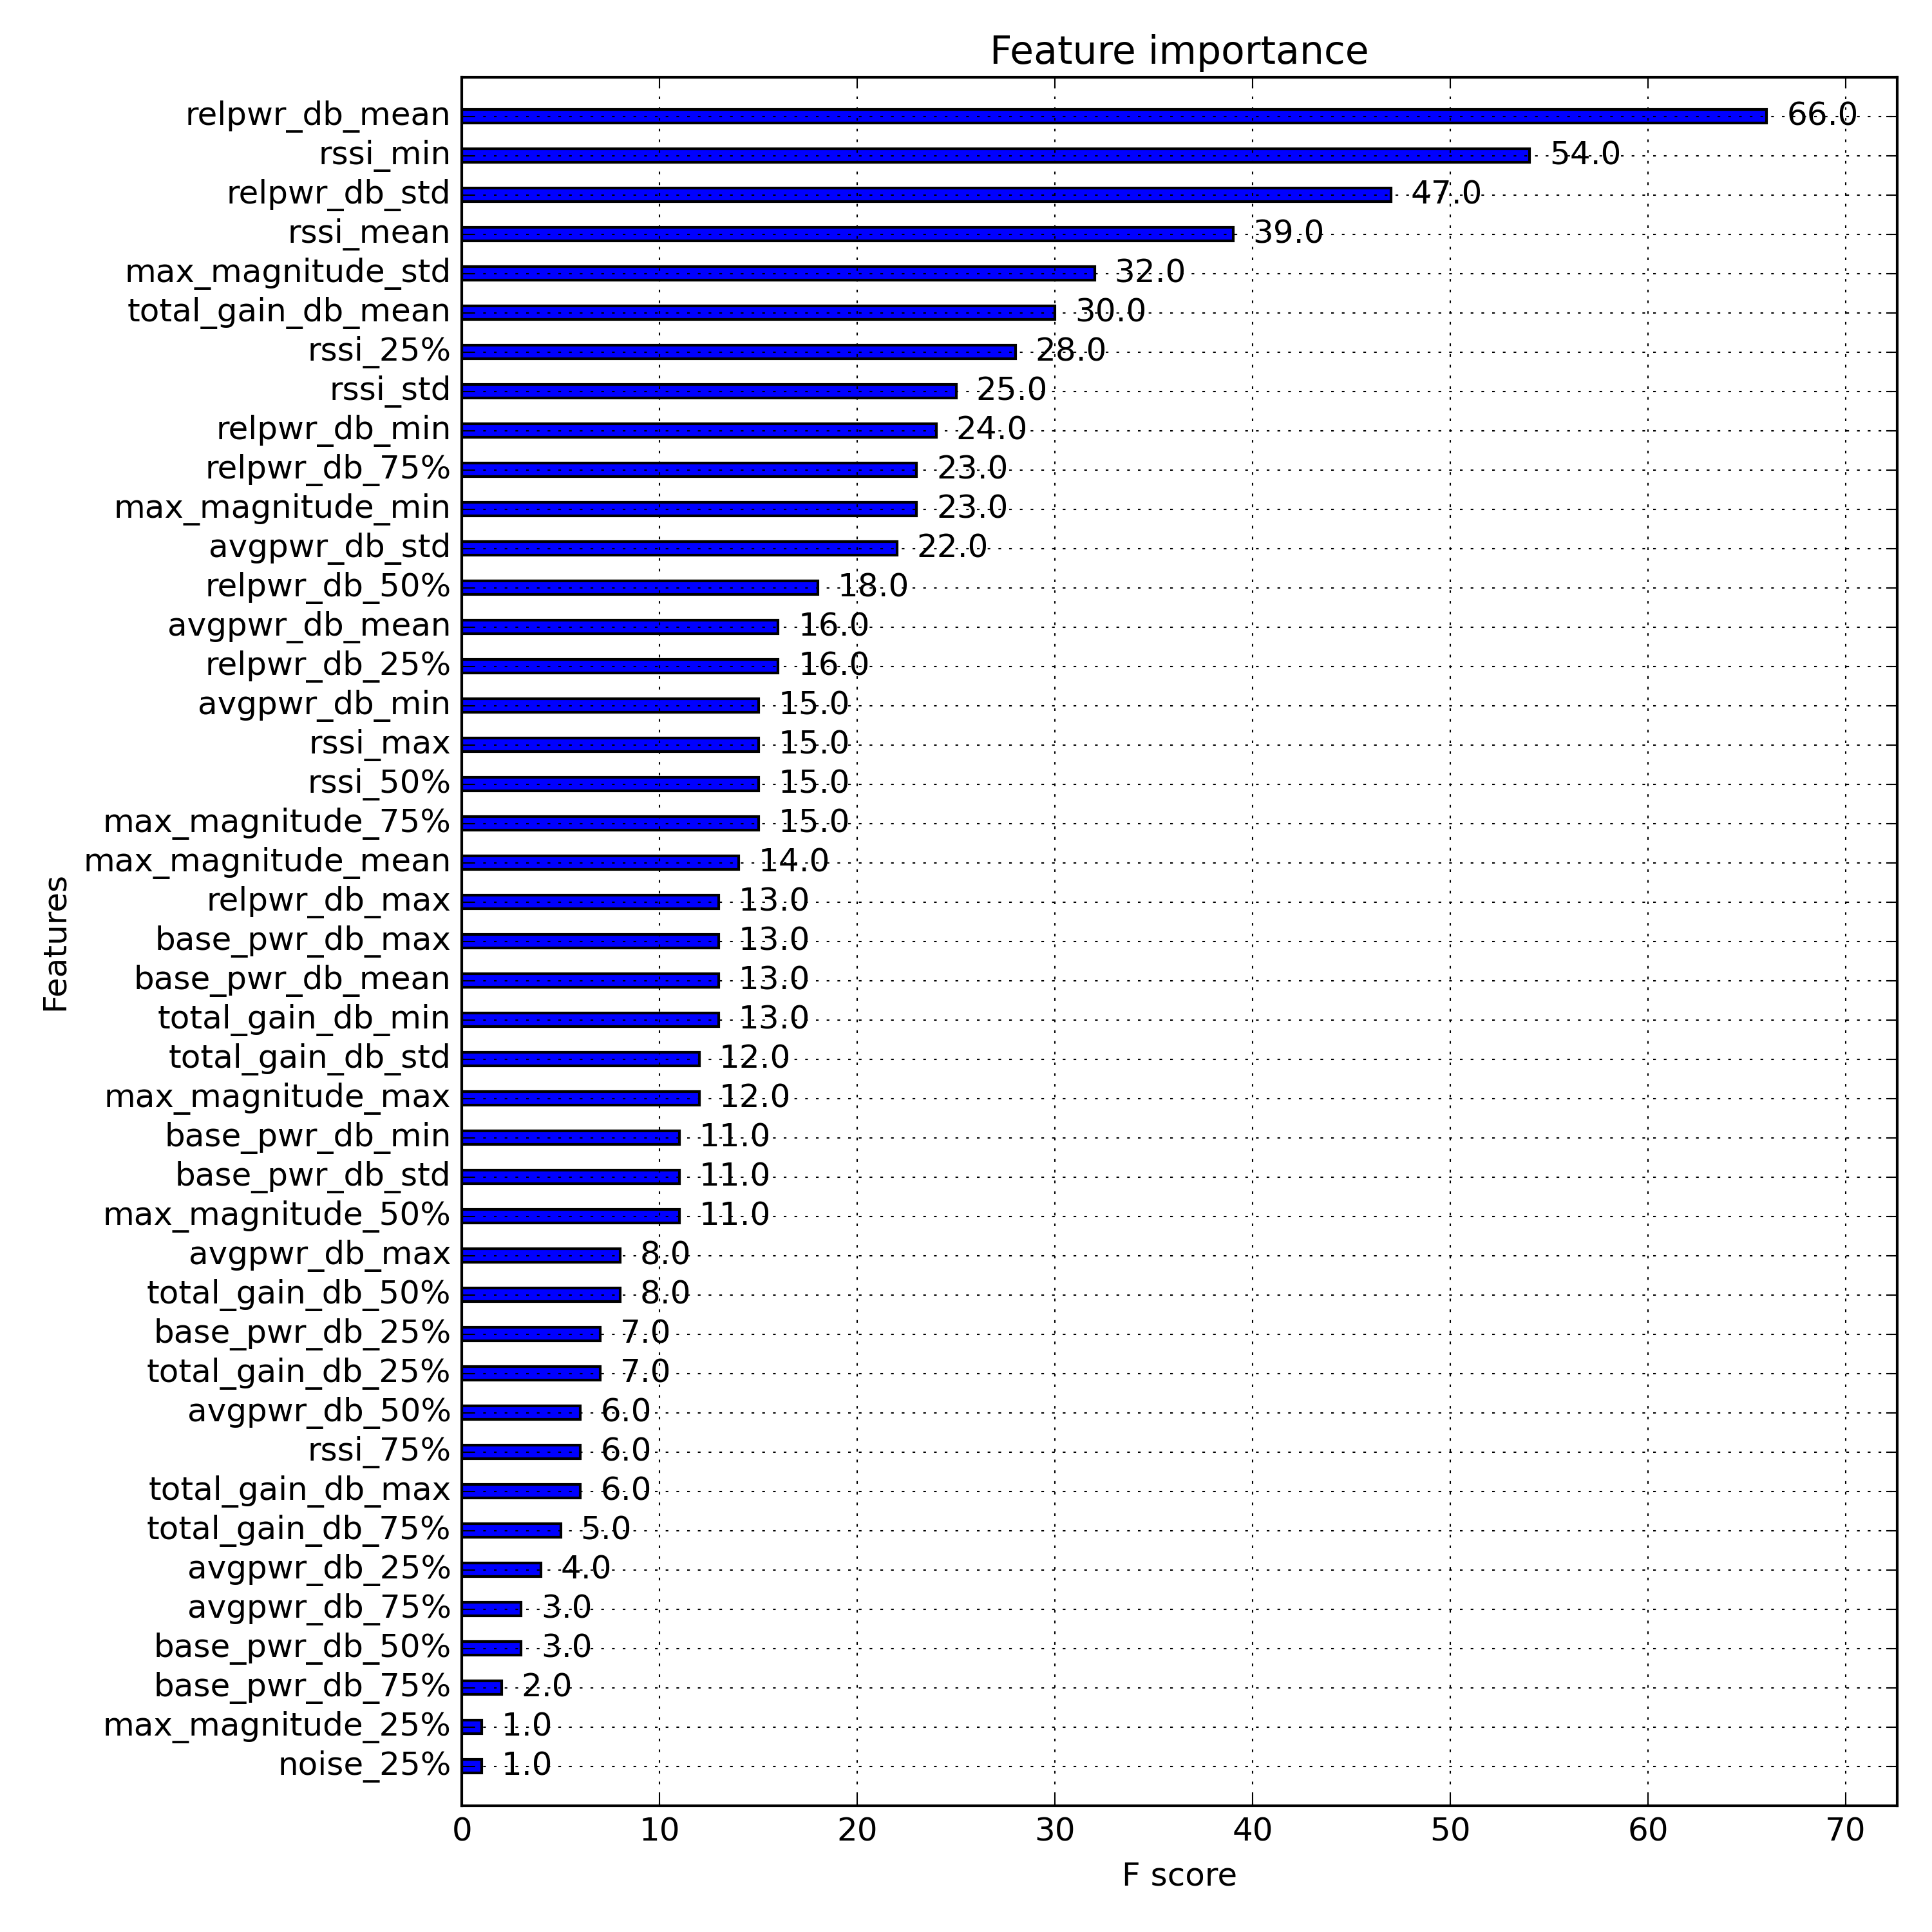 Feature importance
relpwr_db_mean 66.0
rssi_min 54.0
relpwr_db_std 47.0
rssi_mean 39.0
max_magnitude_std 32.0
total_gain_db_mean 30.0
rssi_25% 28.0
rssi_std 25.0
relpwr_db_min 24.0
relpwr_db_75% 23.0
max_magnitude_min 23.0
avgpwr_db_std 22.0
relpwr_db_50% 18.0
avgpwr_db_mean 16.0
relpwr_db_25% 16.0
avgpwr_db_min 15.0
rssi_max 15.0
rssi_50% 15.0
max_magnitude_75% 15.0
max_magnitude_mean 14.0
relpwr_db_max 13.0
base_pwr_db_max 13.0
base_pwr_db_mean 13.0
total_gain_db_min 13.0
total_gain_db_std 12.0
max_magnitude_max 12.0
base_pwr_db_min 11.0
base_pwr_db_std 11.0
max_magnitude_50% 11.0
avgpwr_db_max 8.0
total_gain_db_50% 8.0
base_pwr_db_25% 7.0
total_gain_db_25% 7.0
avgpwr_db_50% 6.0
rssi_75% 6.0
total_gain_db_max 6.0
total_gain_db_75% 5.0
avgpwr_db_25% 4.0
avgpwr_db_75% 3.0
base_pwr_db_50% 3.0
base_pwr_db_75% 2.0
max_magnitude_25% 1.0
noise_25% 1.0
Features
0 10 20 30 40 50 60 70
F score